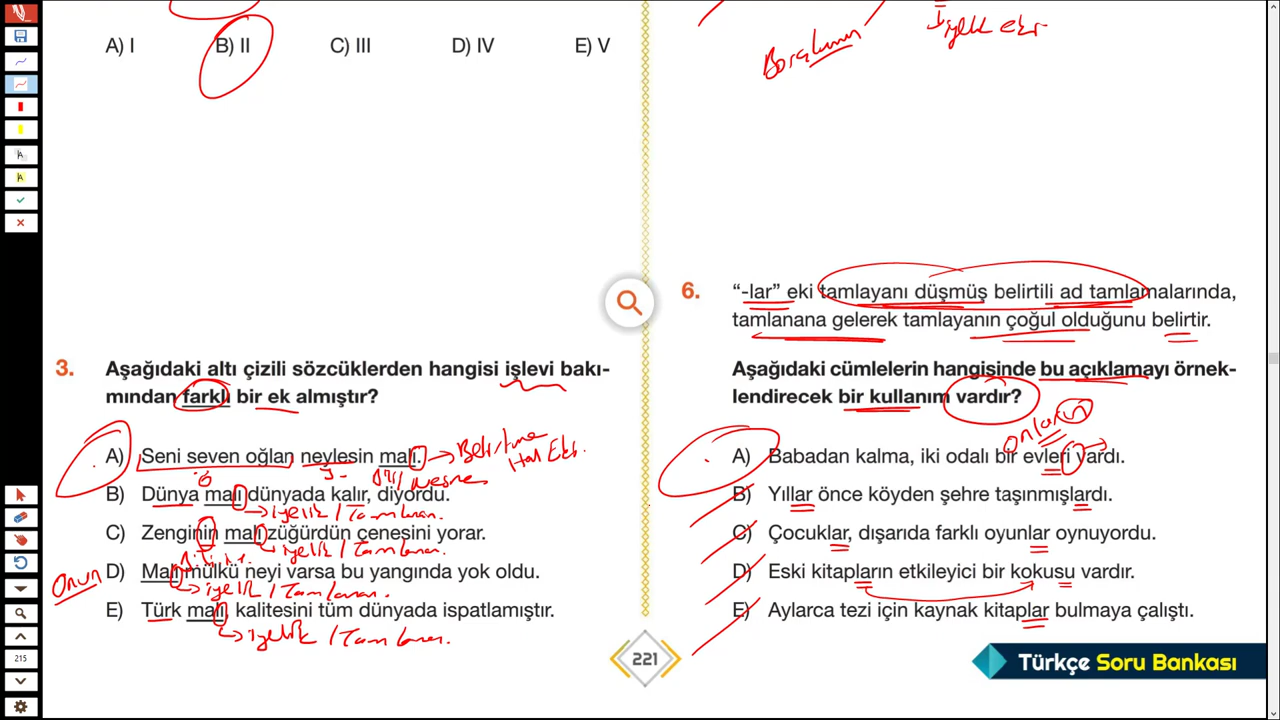 A) I
B) II
C) III
D) IV
E) V
iyelik eki
3. Aşağıdaki altı çizili sözcüklerden hangisi işlevi bakı-
mından farklı bir ek almıştır?
A) Seni seven oğlan neylesin malı.
Belirtme
Hal Eki.
B) Dünya malı dünyada kalır, diyordu.
iyelik / Tamlanan.
C) Zenginin malı züğürdün çenesini yorar.
iyelik / Tamlanan.
Onun
D) Malı mülkü neyi varsa bu yangında yok oldu.
iyelik / Tamlanan.
E) Türk malı, kalitesini tüm dünyada ispatlamıştır.
iyelik / Tamlanan.
6. “-lar” eki tamlayanı düşmüş belirtili ad tamlamalarında,
tamlanana gelerek tamlayanın çoğul olduğunu belirtir.
Aşağıdaki cümlelerin hangisinde bu açıklamayı örnek-
lendirecek bir kullanım vardır?
onların
A) Babadan kalma, iki odalı bir evleri vardı.
B) Yıllar önce köyden şehre taşınmışlardı.
C) Çocuklar, dışarıda farklı oyunlar oynuyordu.
D) Eski kitapların etkileyici bir kokusu vardır.
E) Aylarca tezi için kaynak kitaplar bulmaya çalıştı.
221
Türkçe Soru Bankası
215